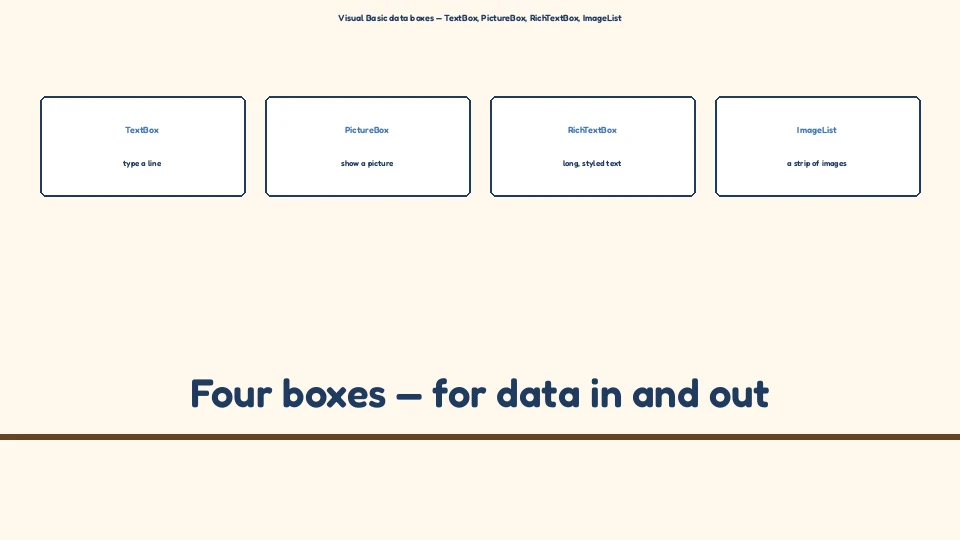 Visual Basic data boxes — TextBox, PictureBox, RichTextBox, ImageList
TextBox
type a line
PictureBox
show a picture
RichTextBox
long, styled text
ImageList
a strip of images
Four boxes — for data in and out